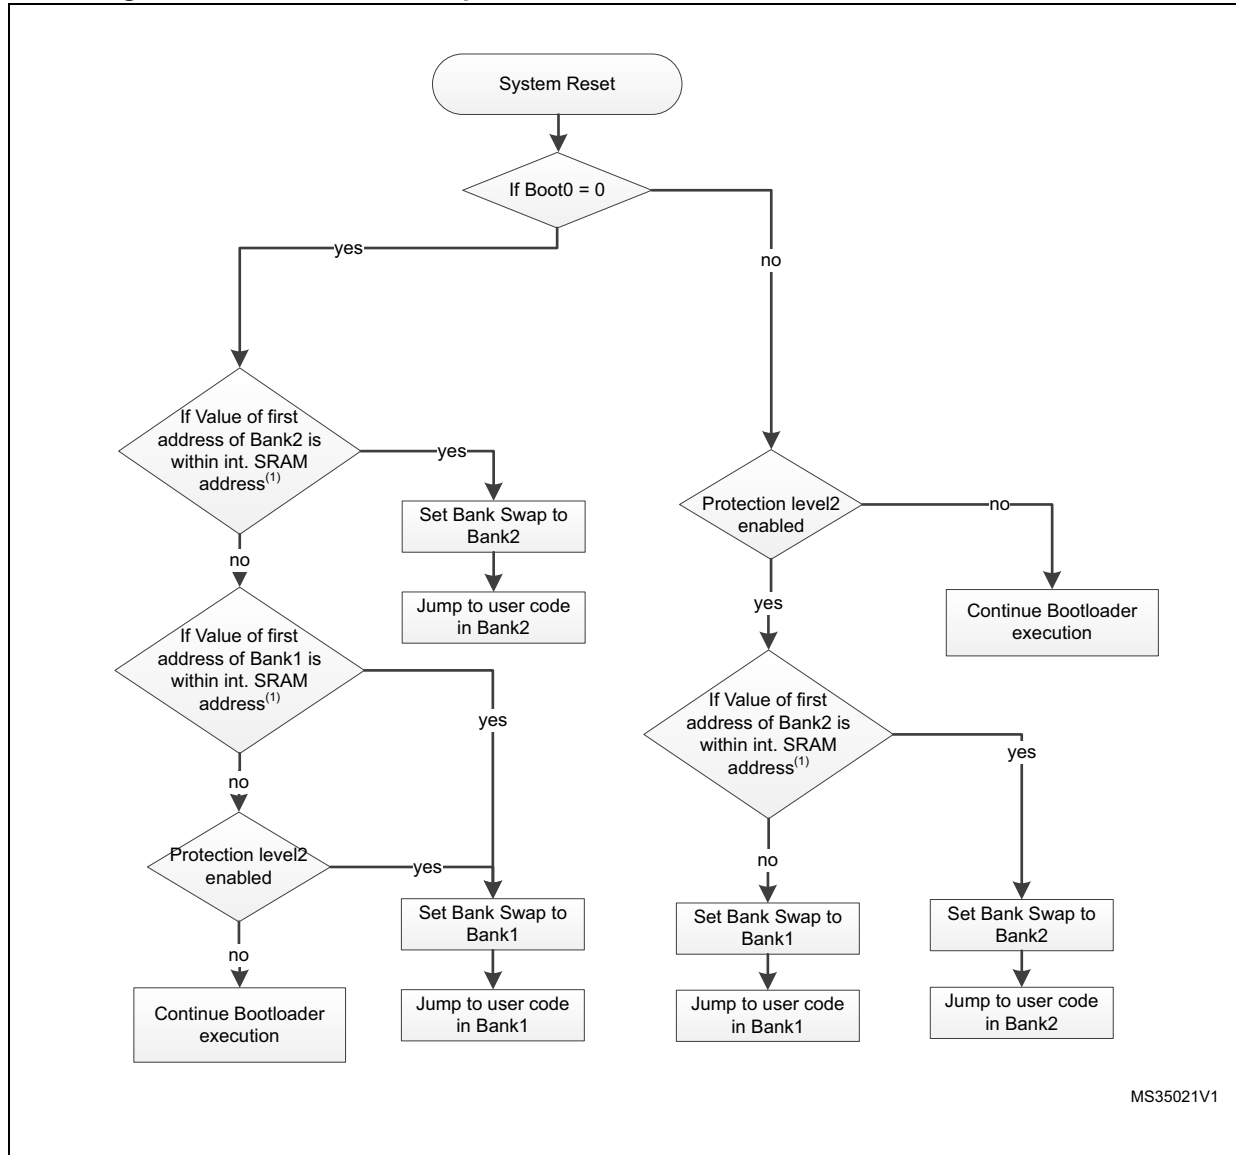 System Reset
If Boot0 = 0
yes
no
If Value of first
address of Bank2 is
within int. SRAM
address(1)
yes
Set Bank Swap to
Bank2
Jump to user code
in Bank2
no
If Value of first
address of Bank1 is
within int. SRAM
address(1)
yes
no
Protection level2
enabled
yes
Set Bank Swap to
Bank1
Jump to user code
in Bank1
no
Continue Bootloader
execution
Protection level2
enabled
no
Continue Bootloader
execution
yes
If Value of first
address of Bank2 is
within int. SRAM
address(1)
yes
no
Set Bank Swap to
Bank1
Jump to user code
in Bank1
Set Bank Swap to
Bank2
Jump to user code
in Bank2
MS35021V1